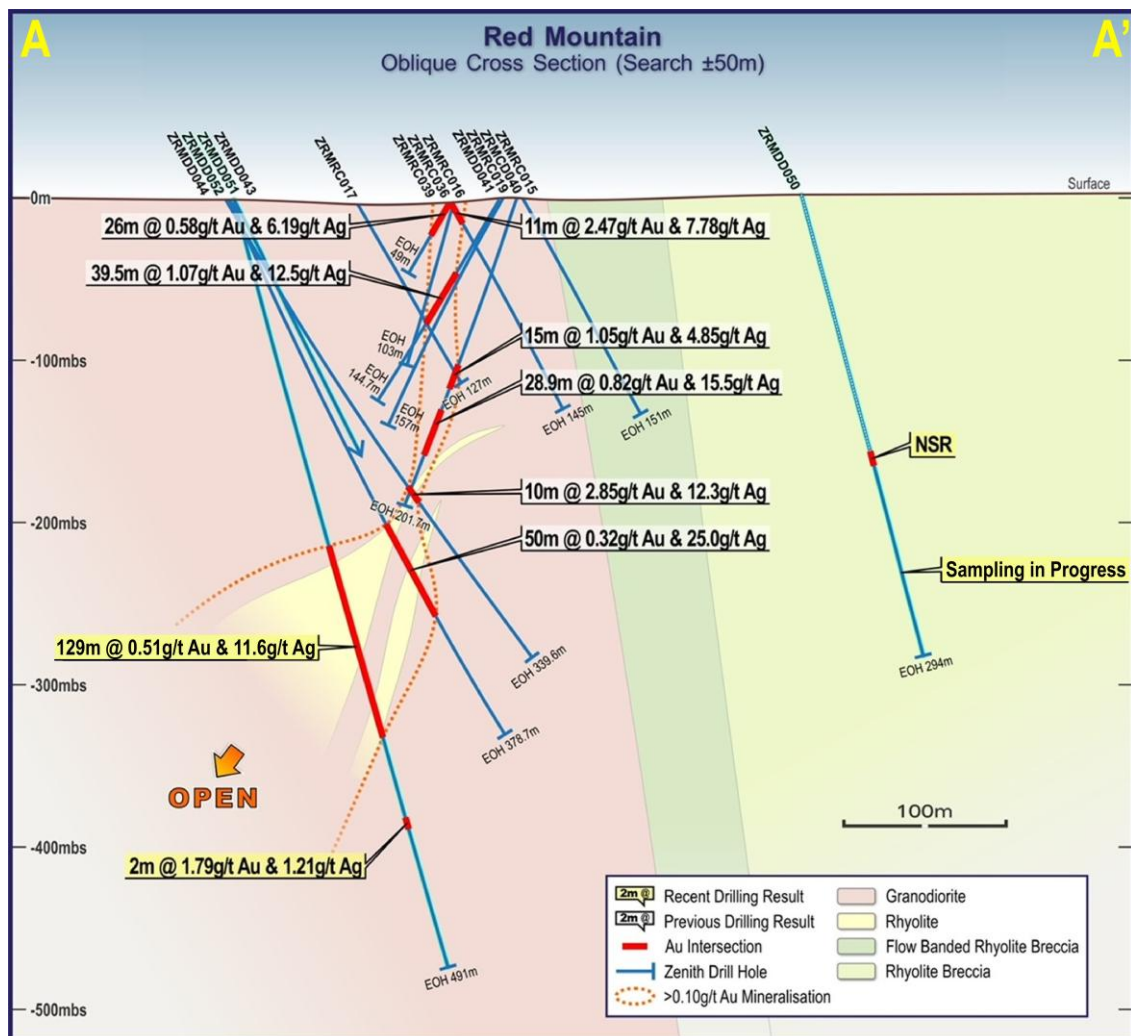 A
A'
Red Mountain
Oblique Cross Section (Search ±50m)
ZRMDD044
ZRMDD052
ZRMDD051
ZRMDD043
ZRMRC017
ZRMRC039
ZRMRC036
ZRMRC016
ZRMDD041
ZRMRC019
ZRMCD040
ZRMRC015
ZRMDD050
0m
Surface
26m @ 0.58g/t Au & 6.19g/t Ag
11m @ 2.47g/t Au & 7.78g/t Ag
EOH
49m
39.5m @ 1.07g/t Au & 12.5g/t Ag
15m @ 1.05g/t Au & 4.85g/t Ag
-100mbs
EOH
103m
EOH
144.7m
EOH 127m
28.9m @ 0.82g/t Au & 15.5g/t Ag
EOH
157m
EOH 145m
EOH 151m
NSR
10m @ 2.85g/t Au & 12.3g/t Ag
-200mbs
EOH 201.7m
50m @ 0.32g/t Au & 25.0g/t Ag
Sampling in Progress
129m @ 0.51g/t Au & 11.6g/t Ag
EOH 339.6m
EOH 294m
-300mbs
EOH 378.7m
OPEN
100m
-400mbs
2m @ 1.79g/t Au & 1.21g/t Ag
EOH 491m
-500mbs
2m @ Recent Drilling Result
2m @ Previous Drilling Result
Au Intersection
Zenith Drill Hole
>0.10g/t Au Mineralisation
Granodiorite
Rhyolite
Flow Banded Rhyolite Breccia
Rhyolite Breccia